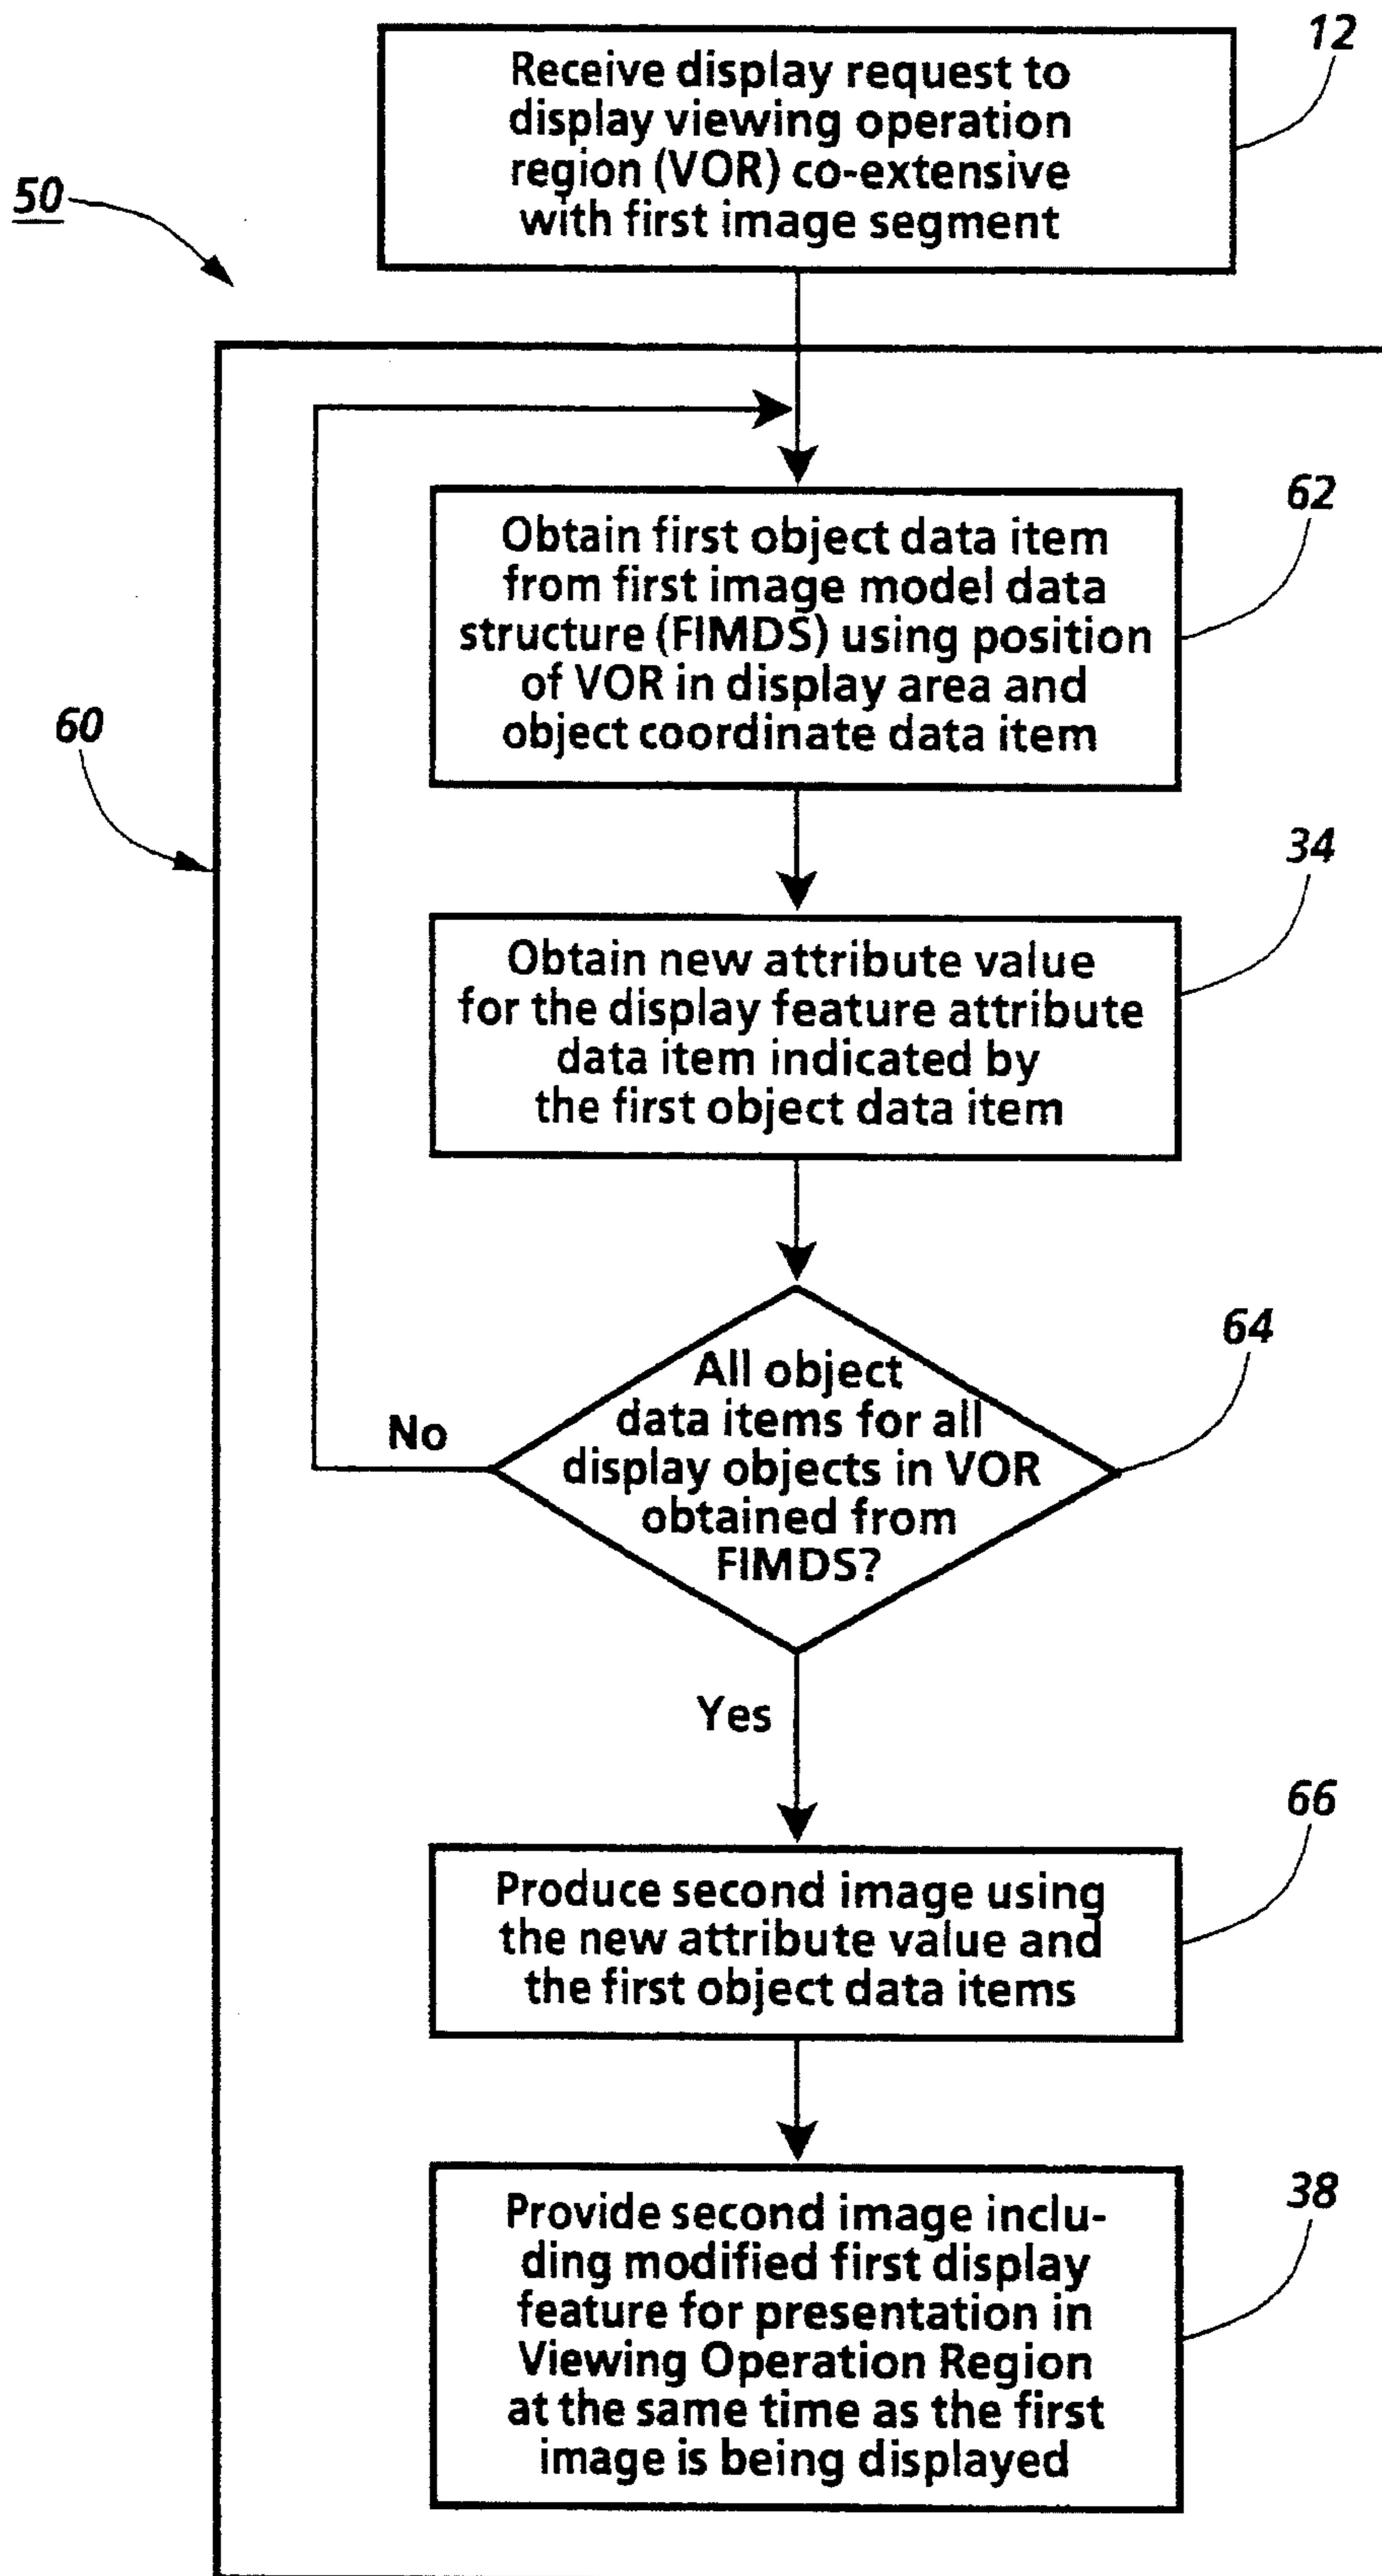 12
Receive display request to
display viewing operation
region (VOR) co-extensive
with first image segment
50
62
Obtain first object data item
from first image model data
structure (FIMDS) using position
of VOR in display area and
object coordinate data item
60
34
Obtain new attribute value
for the display feature attribute
data item indicated by
the first object data item
64
All object
data items for all
display objects in VOR
obtained from
FIMDS?
No
Yes
66
Produce second image using
the new attribute value and
the first object data items
38
Provide second image inclu-
ding modified first display
feature for presentation in
Viewing Operation Region
at the same time as the first
image is being displayed